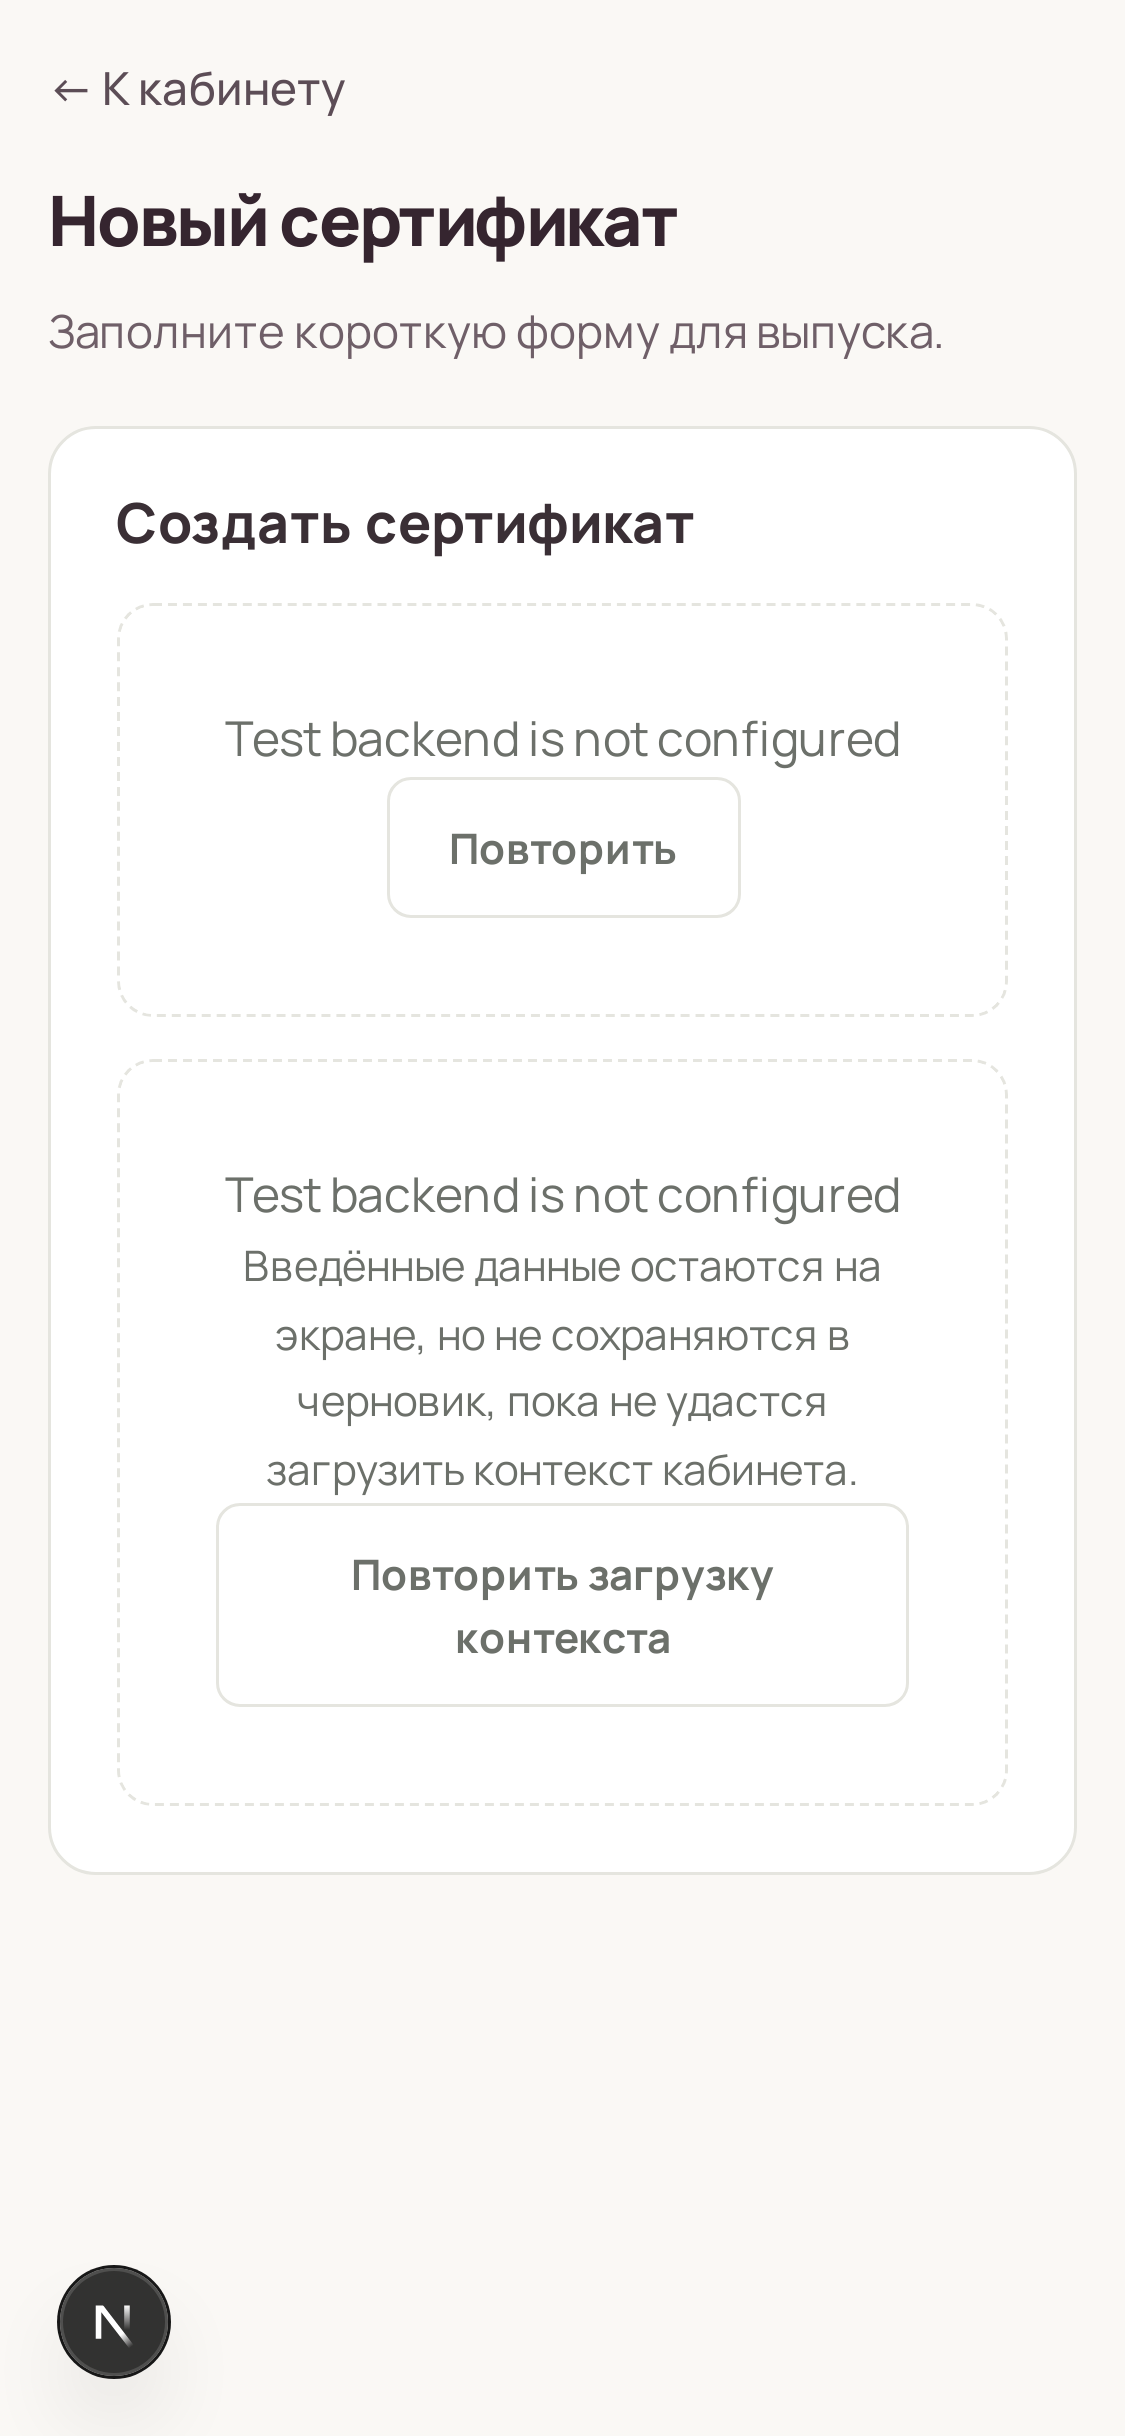 ← К кабинету
Новый сертификат
Заполните короткую форму для выпуска.
Создать сертификат
Test backend is not configured
Повторить
Test backend is not configured
Введённые данные остаются на
экране, но не сохраняются в
черновик, пока не удастся
загрузить контекст кабинета.
Повторить загрузку
контекста
N